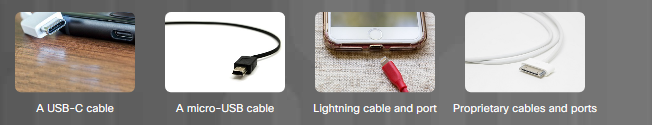 A USB-C cable
A micro-USB cable
Lightning cable and port
Proprietary cables and ports